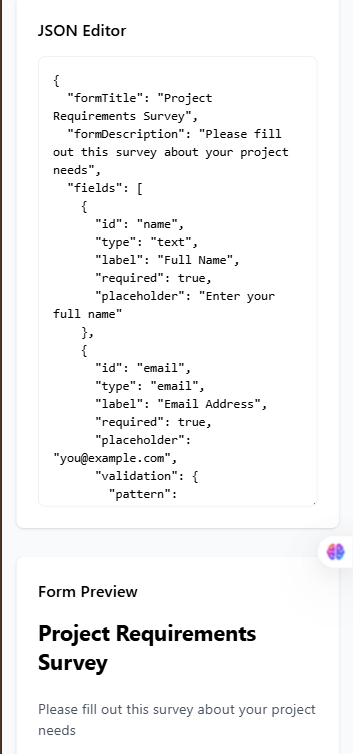 JSON Editor
{
  "formTitle": "Project
Requirements Survey",
  "formDescription": "Please fill
out this survey about your project
needs",
  "fields": [
    {
      "id": "name",
      "type": "text",
      "label": "Full Name",
      "required": true,
      "placeholder": "Enter your
full name"
    },
    {
      "id": "email",
      "type": "email",
      "label": "Email Address",
      "required": true,
      "placeholder":
"you@example.com",
      "validation": {
        "pattern":
Form Preview
Project Requirements
Survey
Please fill out this survey about your project
needs